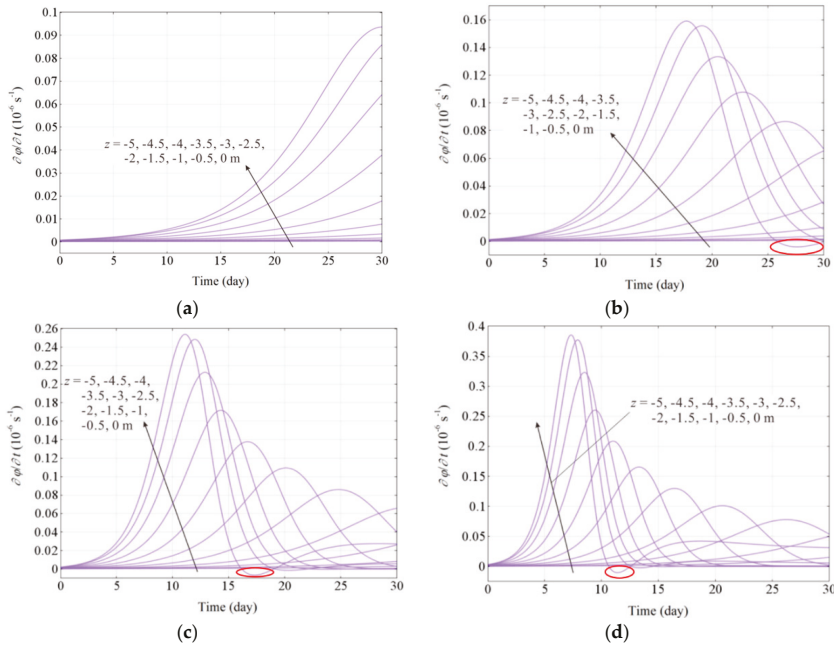 0.1
0.09
0.08
0.07
0.06
0.05
0.04
0.03
0.02
0.01
0
∂φ/∂t (10⁻⁶ s⁻¹)
z = -5, -4.5, -4, -3.5, -3, -2.5,
-2, -1.5, -1, -0.5, 0 m
0 5 10 15 20 25 30
Time (day)
(a)
0.16
0.14
0.12
0.1
0.08
0.06
0.04
0.02
0
∂φ/∂t (10⁻⁶ s⁻¹)
z = -5, -4.5, -4, -3.5,
-3, -2.5, -2, -1.5,
-1, -0.5, 0 m
0 5 10 15 20 25 30
Time (day)
(b)
0.26
0.24
0.22
0.2
0.18
0.16
0.14
0.12
0.1
0.08
0.06
0.04
0.02
0
∂φ/∂t (10⁻⁶ s⁻¹)
z = -5, -4.5, -4,
-3.5, -3, -2.5,
-2, -1.5, -1,
-0.5, 0 m
0 5 10 15 20 25 30
Time (day)
(c)
0.4
0.35
0.3
0.25
0.2
0.15
0.1
0.05
0
∂φ/∂t (10⁻⁶ s⁻¹)
z = -5, -4.5, -4, -3.5, -3, -2.5,
-2, -1.5, -1, -0.5, 0 m
0 5 10 15 20 25 30
Time (day)
(d)